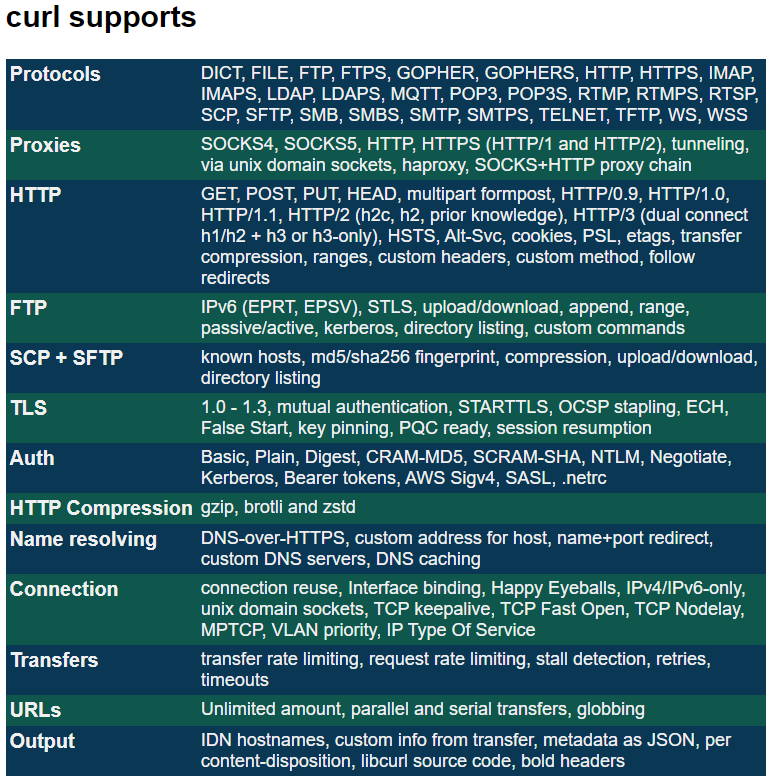 curl supports
Protocols
DICT, FILE, FTP, FTPS, GOPHER, GOPHERS, HTTP, HTTPS, IMAP,
IMAPS, LDAP, LDAPS, MQTT, POP3, POP3S, RTMP, RTMPS, RTSP,
SCP, SFTP, SMB, SMBS, SMTP, SMTPS, TELNET, TFTP, WS, WSS
Proxies
SOCKS4, SOCKS5, HTTP, HTTPS (HTTP/1 and HTTP/2), tunneling,
via unix domain sockets, haproxy, SOCKS+HTTP proxy chain
HTTP
GET, POST, PUT, HEAD, multipart formpost, HTTP/0.9, HTTP/1.0,
HTTP/1.1, HTTP/2 (h2c, h2, prior knowledge), HTTP/3 (dual connect
h1/h2 + h3 or h3-only), HSTS, Alt-Svc, cookies, PSL, etags, transfer
compression, ranges, custom headers, custom method, follow
redirects
FTP
IPv6 (EPRT, EPSV), STLS, upload/download, append, range,
passive/active, kerberos, directory listing, custom commands
SCP + SFTP
known hosts, md5/sha256 fingerprint, compression, upload/download,
directory listing
TLS
1.0 - 1.3, mutual authentication, STARTTLS, OCSP stapling, ECH,
False Start, key pinning, PQC ready, session resumption
Auth
Basic, Plain, Digest, CRAM-MD5, SCRAM-SHA, NTLM, Negotiate,
Kerberos, Bearer tokens, AWS Sigv4, SASL, .netrc
HTTP Compression
gzip, brotli and zstd
Name resolving
DNS-over-HTTPS, custom address for host, name+port redirect,
custom DNS servers, DNS caching
Connection
connection reuse, Interface binding, Happy Eyeballs, IPv4/IPv6-only,
unix domain sockets, TCP keepalive, TCP Fast Open, TCP Nodelay,
MPTCP, VLAN priority, IP Type Of Service
Transfers
transfer rate limiting, request rate limiting, stall detection, retries,
timeouts
URLs
Unlimited amount, parallel and serial transfers, globbing
Output
IDN hostnames, custom info from transfer, metadata as JSON, per
content-disposition, libcurl source code, bold headers